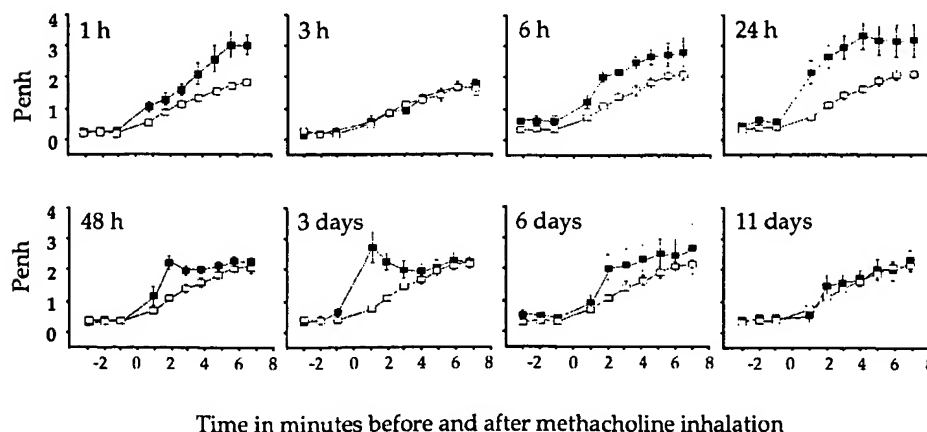 1 h 3 h 6 h 24 h
4
3
2
1
0
Penh
48 h 3 days 6 days 11 days
4
3
2
1
0
Penh
-2 0 2 4 6 8 -2 0 2 4 6 8 -2 0 2 4 6 8 -2 0 2 4 6 8
Time in minutes before and after methacholine inhalation